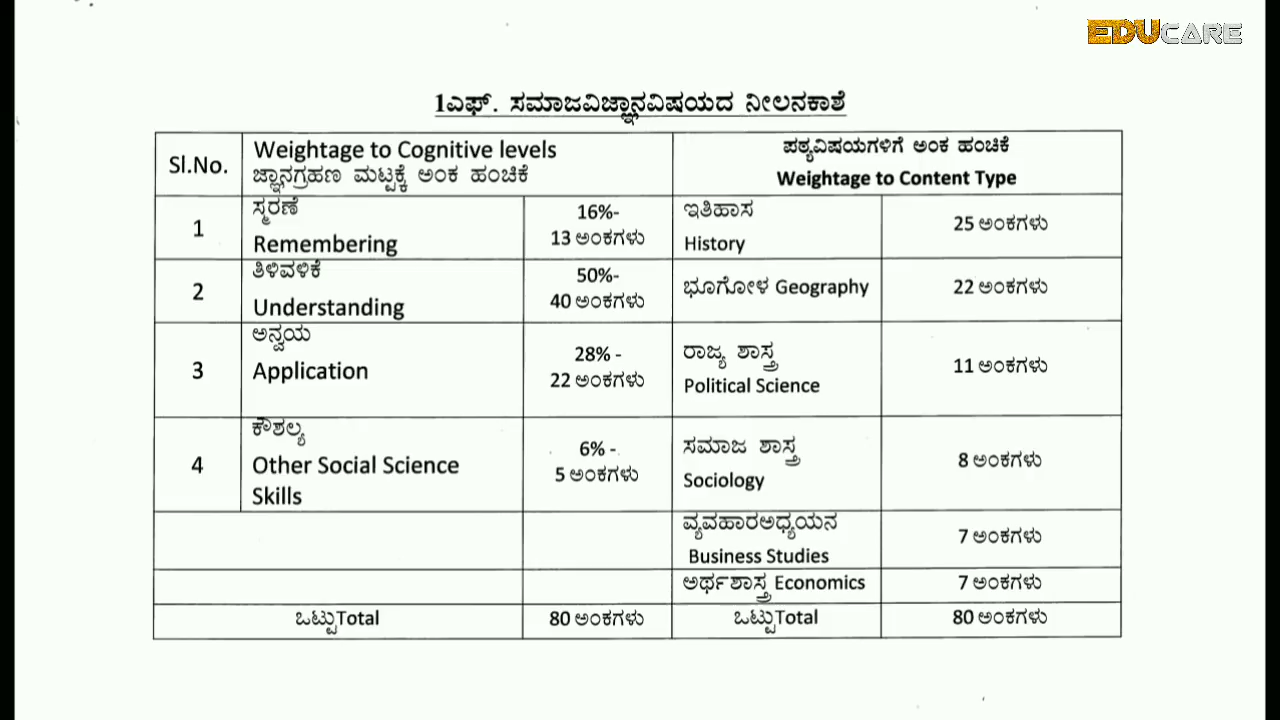 EDUCARE
1ಎಫ್. ಸಮಾಜವಿಜ್ಞಾನವಿಷಯದ ನೀಲನಕಾಶೆ
Sl.No.
Weightage to Cognitive levels
ಜ್ಞಾನಗ್ರಹಣ ಮಟ್ಟಕ್ಕೆ ಅಂಕ ಹಂಚಿಕೆ
ಪಠ್ಯವಿಷಯಗಳಿಗೆ ಅಂಕ ಹಂಚಿಕೆ
Weightage to Content Type
1
ಸ್ಮರಣೆ
Remembering
16%-
13 ಅಂಕಗಳು
ಇತಿಹಾಸ
History
25 ಅಂಕಗಳು
2
ತಿಳಿವಳಿಕೆ
Understanding
50%-
40 ಅಂಕಗಳು
ಭೂಗೋಳ Geography
22 ಅಂಕಗಳು
3
ಅನ್ವಯ
Application
28% -
22 ಅಂಕಗಳು
ರಾಜ್ಯ ಶಾಸ್ತ್ರ
Political Science
11 ಅಂಕಗಳು
4
ಕೌಶಲ್ಯ
Other Social Science
Skills
6% -
5 ಅಂಕಗಳು
ಸಮಾಜ ಶಾಸ್ತ್ರ
Sociology
8 ಅಂಕಗಳು
ವ್ಯವಹಾರಅಧ್ಯಯನ
Business Studies
7 ಅಂಕಗಳು
ಅರ್ಥಶಾಸ್ತ್ರ Economics
7 ಅಂಕಗಳು
ಒಟ್ಟುTotal
80 ಅಂಕಗಳು
ಒಟ್ಟುTotal
80 ಅಂಕಗಳು